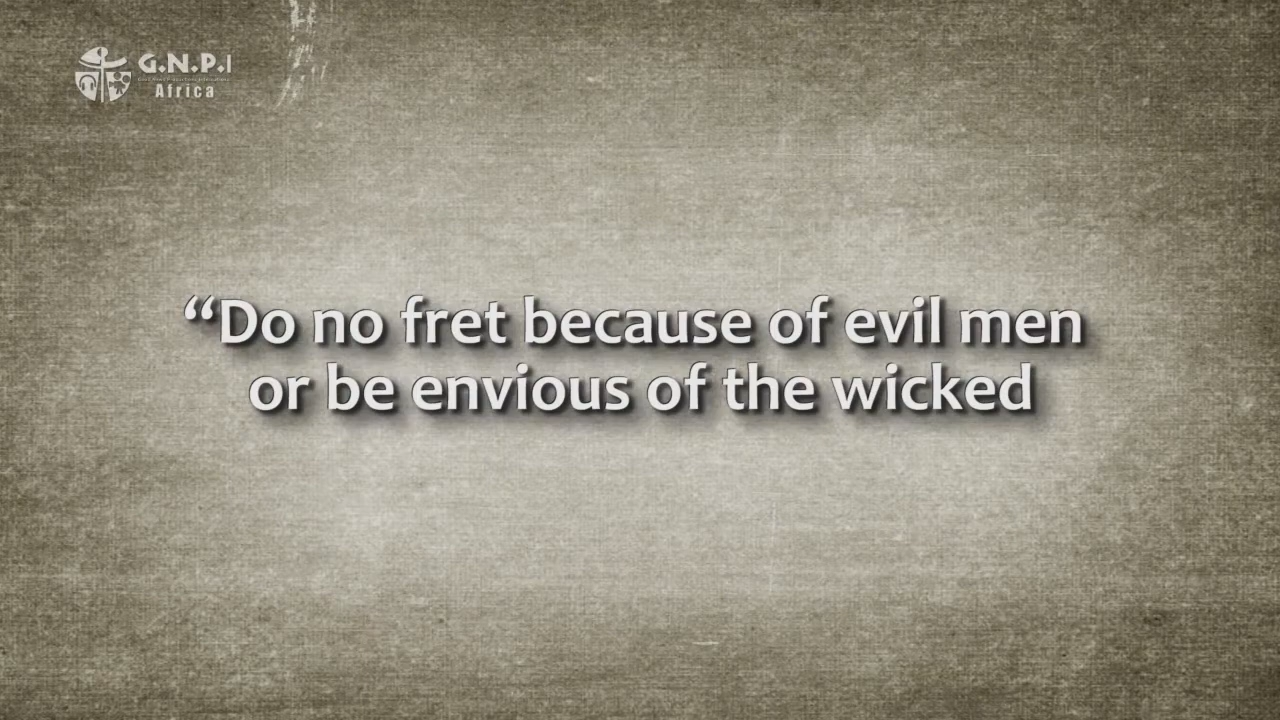 G.N.P.I
Africa
“Do no fret because of evil men
or be envious of the wicked